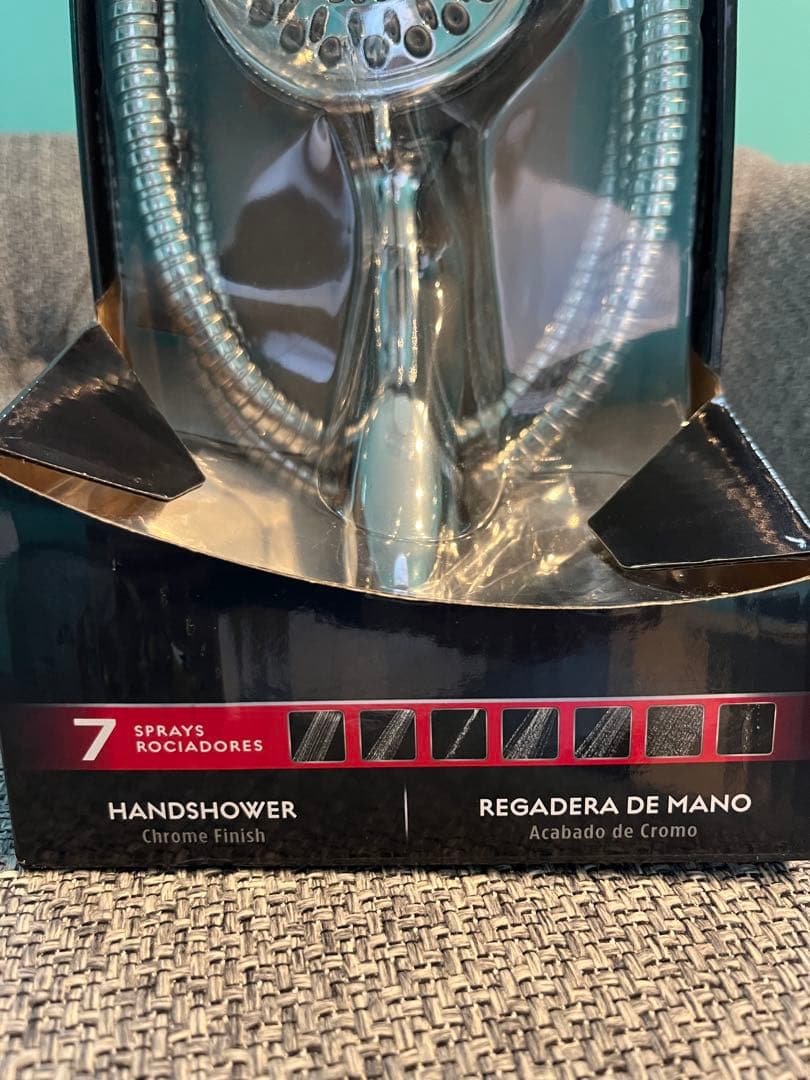 7 SPRAYS
ROCIADORES
HANDSHOWER
Chrome Finish
REGADERA DE MANO
Acabado de Cromo